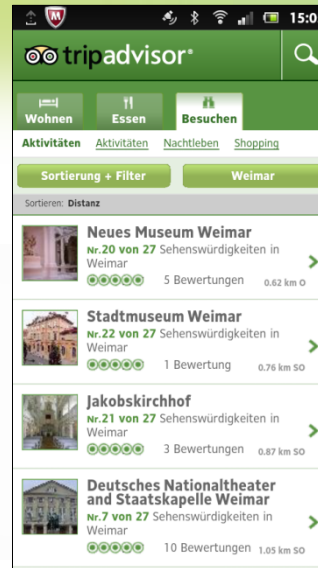 15:0
tripadvisor®
Wohnen Essen Besuchen
Aktivitäten Aktivitäten Nachtleben Shopping
Sortierung + Filter Weimar
Sortieren: Distanz
Neues Museum Weimar
Nr.20 von 27 Sehenswürdigkeiten in
Weimar
5 Bewertungen 0.62 km O
Stadtmuseum Weimar
Nr.22 von 27 Sehenswürdigkeiten in
Weimar
1 Bewertung 0.76 km SO
Jakobskirchhof
Nr.21 von 27 Sehenswürdigkeiten in
Weimar
3 Bewertungen 0.87 km SO
Deutsches Nationaltheater
and Staatskapelle Weimar
Nr.7 von 27 Sehenswürdigkeiten in
Weimar
10 Bewertungen 1.05 km SO